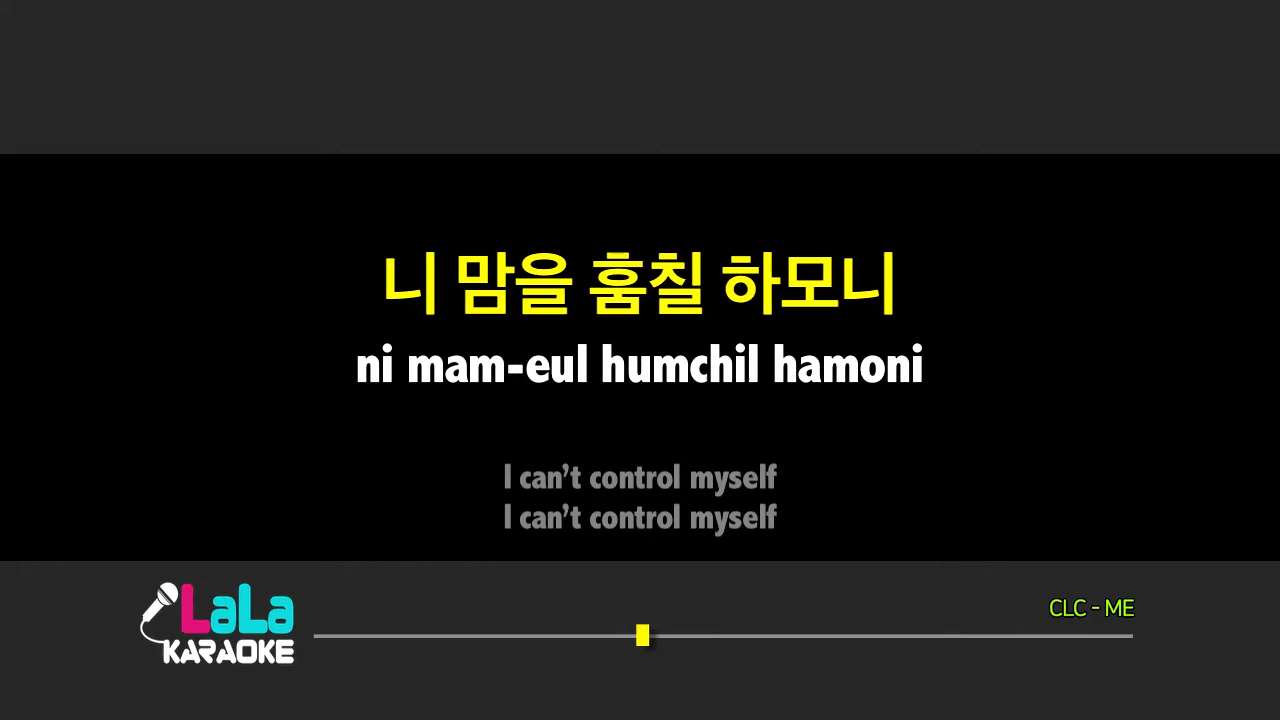 니 맘을 훔칠 하모니
ni mam-eul humchil hamoni
I can't control myself
I can't control myself
CLC - ME
LaLa
KARAOKE